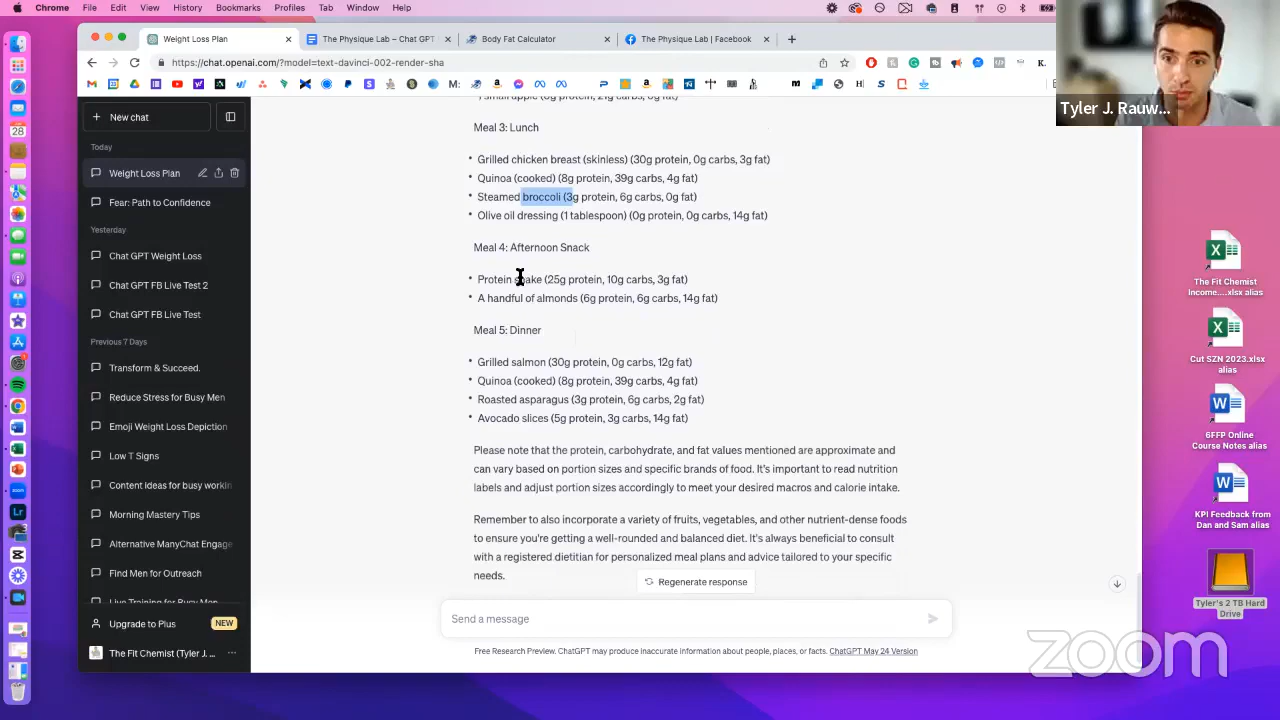 Chrome File Edit View History Bookmarks Profiles Tab Window Help
Weight Loss Plan
The Physique Lab – Chat GPT
Body Fat Calculator
The Physique Lab | Facebook
https://chat.openai.com/?model=text-davinci-002-render-sha
Tyler J. Rauw...
New chat
Today
Weight Loss Plan
Fear: Path to Confidence
Yesterday
Chat GPT Weight Loss
Chat GPT FB Live Test 2
Chat GPT FB Live Test
Previous 7 Days
Transform & Succeed.
Reduce Stress for Busy Men
Emoji Weight Loss Depiction
Low T Signs
Content ideas for busy workin
Morning Mastery Tips
Alternative ManyChat Engage
Find Men for Outreach
Live Training for Busy Men
Upgrade to Plus NEW
The Fit Chemist (Tyler J. ...
1 small apple (0g protein, 21g carbs, 0g fat)
Meal 3: Lunch
• Grilled chicken breast (skinless) (30g protein, 0g carbs, 3g fat)
• Quinoa (cooked) (8g protein, 39g carbs, 4g fat)
• Steamed broccoli (3g protein, 6g carbs, 0g fat)
• Olive oil dressing (1 tablespoon) (0g protein, 0g carbs, 14g fat)
Meal 4: Afternoon Snack
• Protein shake (25g protein, 10g carbs, 3g fat)
• A handful of almonds (6g protein, 6g carbs, 14g fat)
Meal 5: Dinner
• Grilled salmon (30g protein, 0g carbs, 12g fat)
• Quinoa (cooked) (8g protein, 39g carbs, 4g fat)
• Roasted asparagus (3g protein, 6g carbs, 2g fat)
• Avocado slices (5g protein, 3g carbs, 14g fat)
Please note that the protein, carbohydrate, and fat values mentioned are approximate and
can vary based on portion sizes and specific brands of food. It's important to read nutrition
labels and adjust portion sizes accordingly to meet your desired macros and calorie intake.
Remember to also incorporate a variety of fruits, vegetables, and other nutrient-dense foods
to ensure you're getting a well-rounded and balanced diet. It's always beneficial to consult
with a registered dietitian for personalized meal plans and advice tailored to your specific
needs.
Regenerate response
Send a message
Free Research Preview. ChatGPT may produce inaccurate information about people, places, or facts. ChatGPT May 24 Version
The Fit Chemist
Income....xlsx alias
Cut SZN 2023.xlsx
alias
6FFP Online
Course Notes alias
KPI Feedback from
Dan and Sam alias
Tyler's 2 TB Hard
Drive
zoom